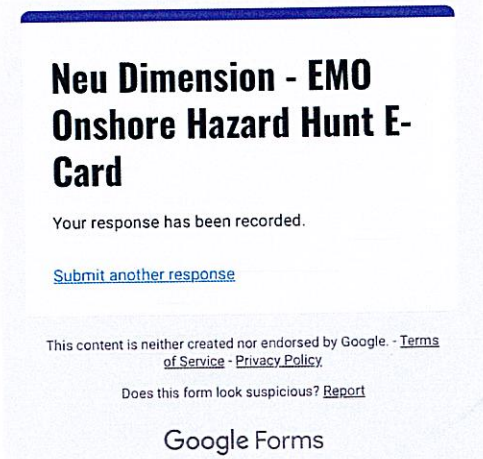 Neu Dimension - EMO
Onshore Hazard Hunt E-
Card
Your response has been recorded.
Submit another response
This content is neither created nor endorsed by Google. - Terms
of Service - Privacy Policy
Does this form look suspicious? Report
Google Forms